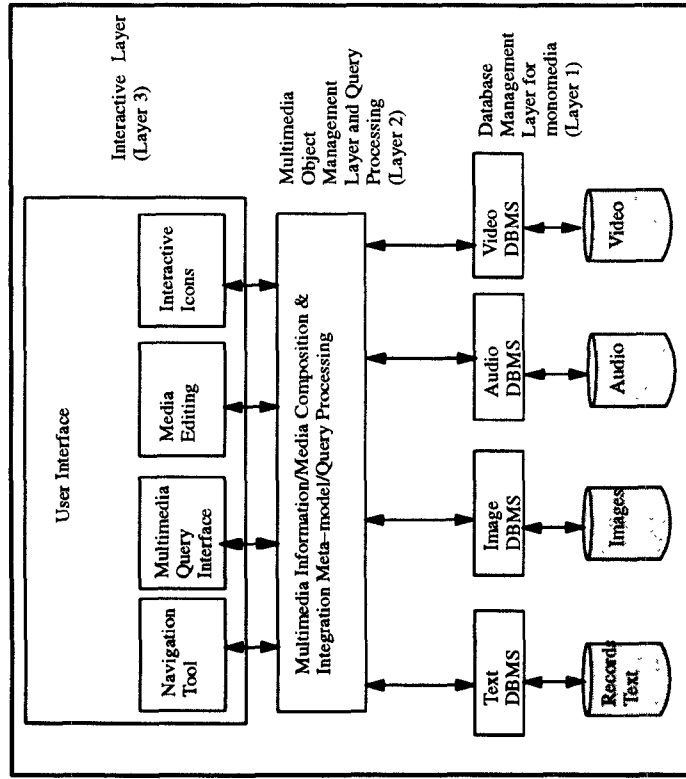 User Interface
Interactive Layer
(Layer 3)
Navigation
Tool
Multimedia
Query
Interface
Media
Editing
Interactive
Icons
Multimedia Information/Media Composition &
Integration Meta-model/Query Processing
Multimedia
Object
Management
Layer and Query
Processing
(Layer 2)
Text
DBMS
Image
DBMS
Audio
DBMS
Video
DBMS
Database
Management
Layer for
monomedia
(Layer 1)
Records
Text
Images
Audio
Video